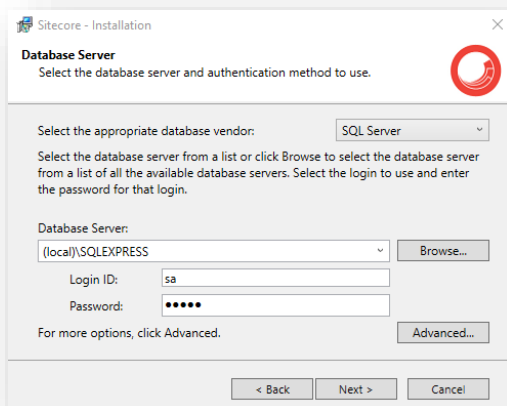 Sitecore - Installation
Database Server
Select the database server and authentication method to use.
Select the appropriate database vendor:
SQL Server
Select the database server from a list or click Browse to select the database server
from a list of all the available database servers. Select the login to use and enter
the password for that login.
Database Server:
(local)\SQLEXPRESS
Browse...
Login ID:
sa
Password:
●●●●●
For more options, click Advanced.
Advanced...
< Back
Next >
Cancel